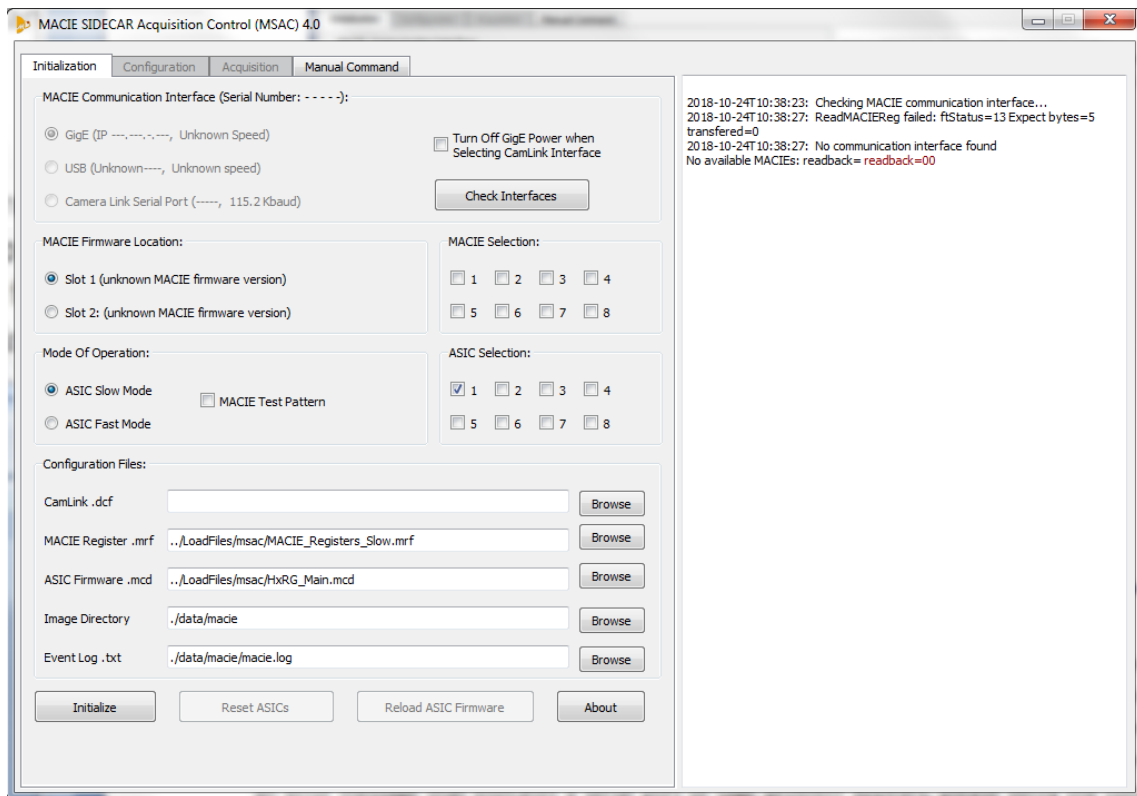 MACIE SIDECAR Acquisition Control (MSAC) 4.0
Initialization Configuration Acquisition Manual Command
MACIE Communication Interface (Serial Number: - - - - -):
GigE (IP ---.---.-.---, Unknown Speed)
USB (Unknown----, Unknown speed)
Camera Link Serial Port (-----, 115.2 Kbaud)
Turn Off GigE Power when
Selecting CamLink Interface
Check Interfaces
MACIE Firmware Location:
Slot 1 (unknown MACIE firmware version)
Slot 2: (unknown MACIE firmware version)
MACIE Selection:
1 2 3 4
5 6 7 8
Mode Of Operation:
ASIC Slow Mode
MACIE Test Pattern
ASIC Fast Mode
ASIC Selection:
1 2 3 4
5 6 7 8
Configuration Files:
CamLink .dcf Browse
MACIE Register .mrf ../LoadFiles/msac/MACIE_Registers_Slow.mrf Browse
ASIC Firmware .mcd ../LoadFiles/msac/HxRG_Main.mcd Browse
Image Directory ./data/macie Browse
Event Log .txt ./data/macie/macie.log Browse
Initialize Reset ASICs Reload ASIC Firmware About
2018-10-24T10:38:23: Checking MACIE communication interface...
2018-10-24T10:38:27: ReadMACIEReg failed: ftStatus=13 Expect bytes=5
transfered=0
2018-10-24T10:38:27: No communication interface found
No available MACIEs: readback= readback=00